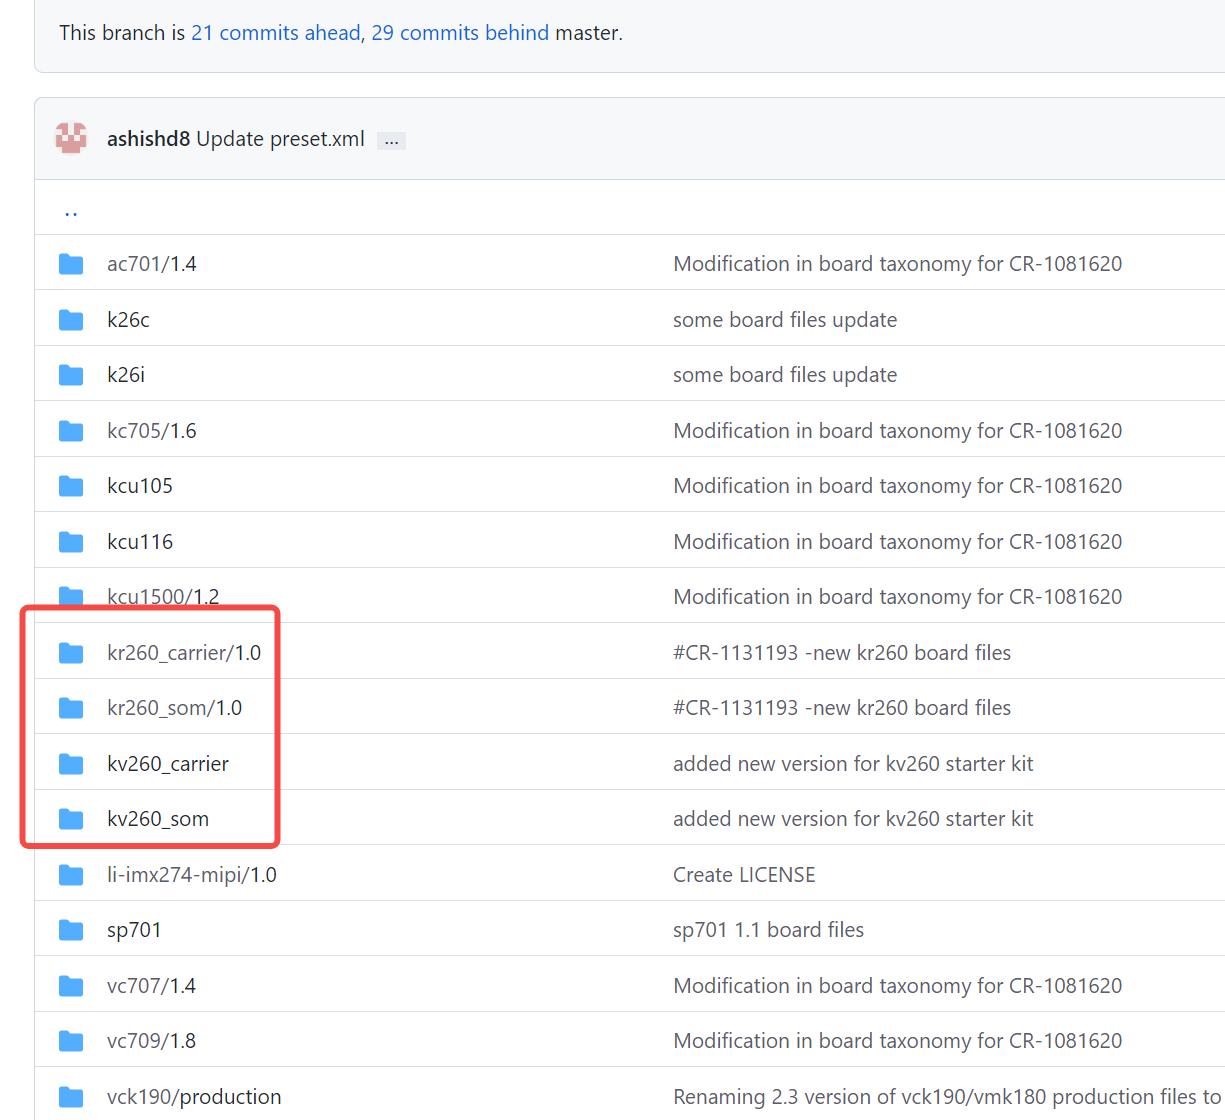 This branch is 21 commits ahead, 29 commits behind master.
ashishd8 Update preset.xml ...
..
ac701/1.4 Modification in board taxonomy for CR-1081620
k26c some board files update
k26i some board files update
kc705/1.6 Modification in board taxonomy for CR-1081620
kcu105 Modification in board taxonomy for CR-1081620
kcu116 Modification in board taxonomy for CR-1081620
kcu1500/1.2 Modification in board taxonomy for CR-1081620
kr260_carrier/1.0 #CR-1131193 -new kr260 board files
kr260_som/1.0 #CR-1131193 -new kr260 board files
kv260_carrier added new version for kv260 starter kit
kv260_som added new version for kv260 starter kit
li-imx274-mipi/1.0 Create LICENSE
sp701 sp701 1.1 board files
vc707/1.4 Modification in board taxonomy for CR-1081620
vc709/1.8 Modification in board taxonomy for CR-1081620
vck190/production Renaming 2.3 version of vck190/vmk180 production files to